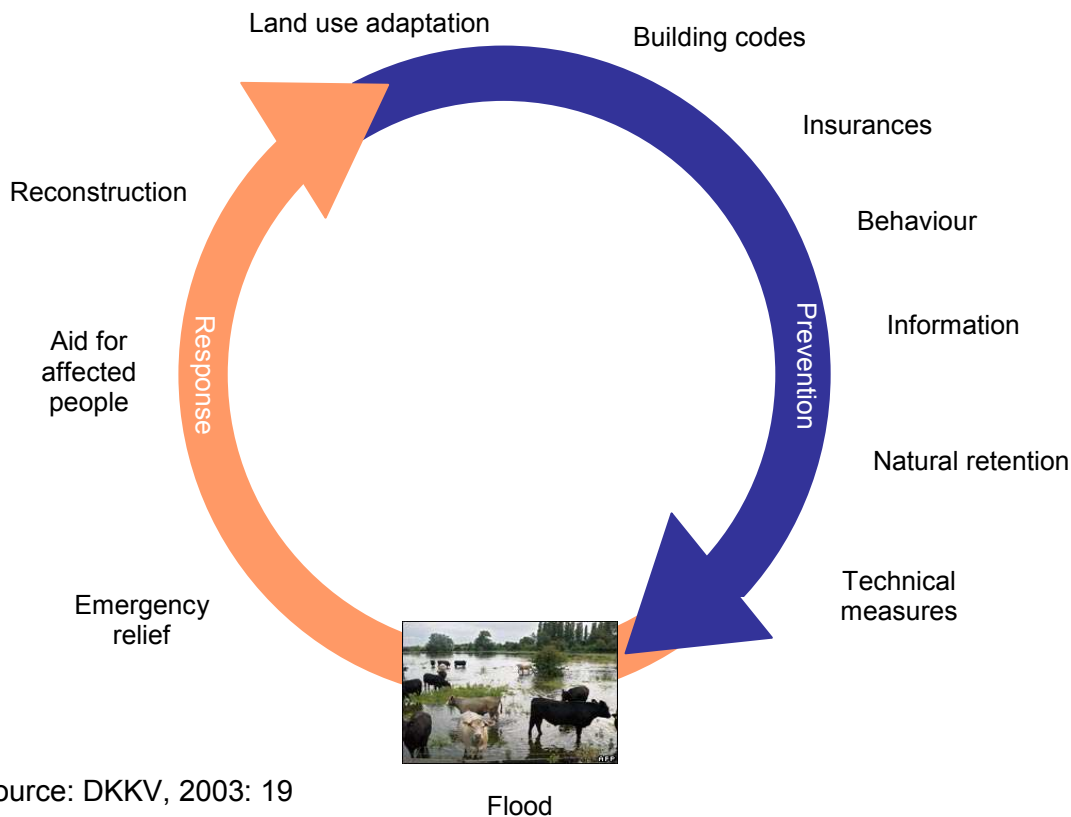 Land use adaptation
Building codes
Insurances
Reconstruction
Behaviour
Information
Aid for
affected
people
Response
Prevention
Natural retention
Technical
measures
Emergency
relief
AFP
ource: DKKV, 2003: 19
Flood